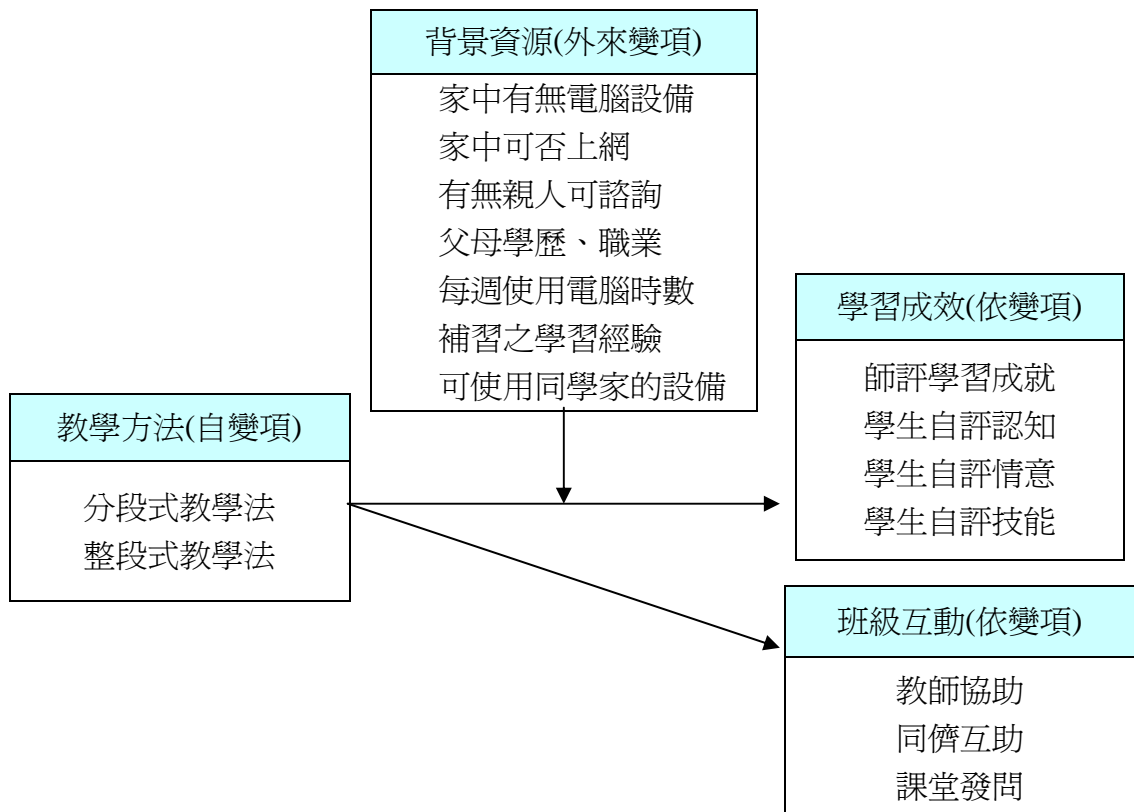 背景資源(外來變項)
家中有無電腦設備
家中可否上網
有無親人可諮詢
父母學歷、職業
每週使用電腦時數
補習之學習經驗
可使用同學家的設備
教學方法(自變項)
分段式教學法
整段式教學法
學習成效(依變項)
師評學習成就
學生自評認知
學生自評情意
學生自評技能
班級互動(依變項)
教師協助
同儕互助
課堂發問